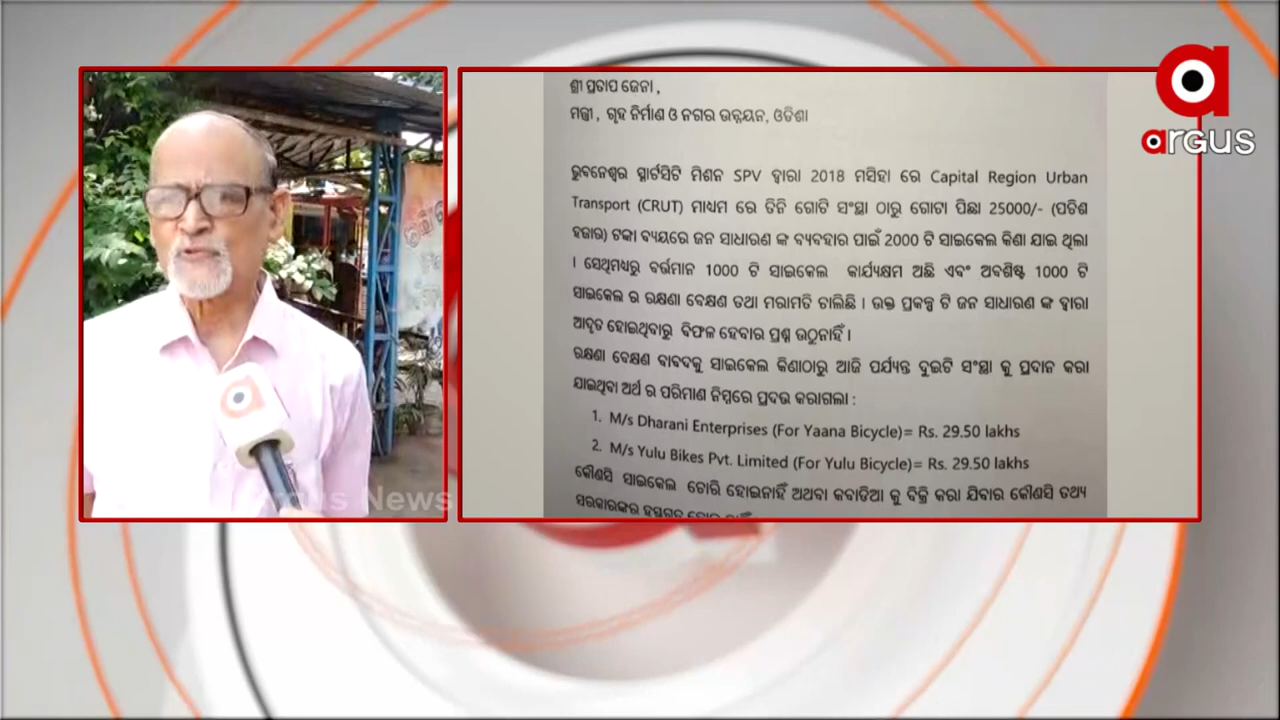 ଶ୍ରୀ ପ୍ରତାପ ଜେନା ,
ମନ୍ତ୍ରୀ , ଗୃହ ନିର୍ମାଣ ଓ ନଗର ଉନ୍ନୟନ, ଓଡିଶା
ଭୁବନେଶ୍ୱର ସ୍ମାର୍ଟସିଟି ମିଶନ SPV ଦ୍ୱାରା 2018 ମସିହା ରେ Capital Region Urban
Transport (CRUT) ମାଧ୍ୟମ ରେ ତିନି ଗୋଟି ସଂସ୍ଥା ଠାରୁ ଗୋଟା ପିଛା 25000/- (ପଚିଶ
ହଜାର) ଟଙ୍କା ବ୍ୟୟରେ ଜନ ସାଧାରଣ ଙ୍କ ବ୍ୟବହାର ପାଇଁ 2000 ଟି ସାଇକେଲ କିଣା ଯାଇ ଥିଲା
। ସେଥିମଧ୍ୟରୁ ବର୍ତ୍ତମାନ 1000 ଟି ସାଇକେଲ କାର୍ଯ୍ୟକ୍ଷମ ଅଛି ଏବଂ ଅବଶିଷ୍ଟ 1000 ଟି
ସାଇକେଲ ର ରକ୍ଷଣା ବେକ୍ଷଣ ତଥା ମରାମତି ଚାଲିଛି । ଉକ୍ତ ପ୍ରକଳ୍ପ ଟି ଜନ ସାଧାରଣ ଙ୍କ ଦ୍ୱାରା
ଆଦୃତ ହୋଇଥିବାରୁ ବିଫଳ ହେବାର ପ୍ରଶ୍ନ ଉଠୁନାହିଁ ।
ରକ୍ଷଣା ବେକ୍ଷଣ ବାବଦକୁ ସାଇକେଲ କିଣାଠାରୁ ଆଜି ପର୍ଯ୍ୟନ୍ତ ଦୁଇଟି ସଂସ୍ଥା କୁ ପ୍ରଦାନ କରା
ଯାଇଥିବା ଅର୍ଥ ର ପରିମାଣ ନିମ୍ନରେ ପ୍ରଦତ୍ତ କରାଗଲା :
1. M/s Dharani Enterprises (For Yaana Bicycle)= Rs. 29.50 lakhs
2. M/s Yulu Bikes Pvt. Limited (For Yulu Bicycle)= Rs. 29.50 lakhs
କୌଣସି ସାଇକେଲ ଚୋରି ହୋଇନାହିଁ ଅଥବା କବାଡିଆ କୁ ବିକ୍ରି କରା ଯିବାର କୌଣସି ତଥ୍ୟ
ସରକାରଙ୍କର
argus
Argus News